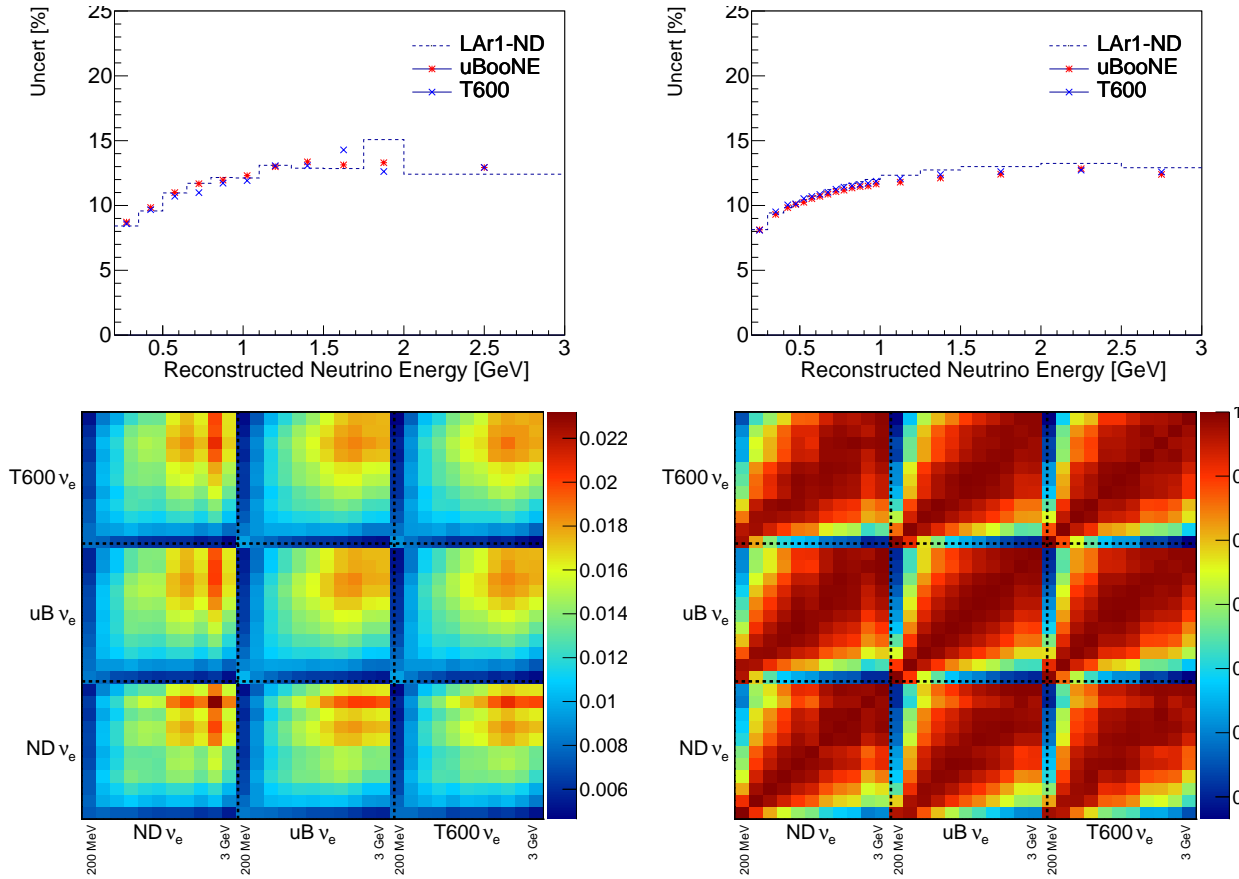 25
20
15
10
5
0
Uncert [%]
LAr1-ND
uBooNE
T600
0.5 1 1.5 2 2.5 3
Reconstructed Neutrino Energy [GeV]
25
20
15
10
5
0
Uncert [%]
LAr1-ND
uBooNE
T600
0.5 1 1.5 2 2.5 3
Reconstructed Neutrino Energy [GeV]
T600 νe
uB νe
ND νe
0.022
0.02
0.018
0.016
0.014
0.012
0.01
0.008
0.006
200 MeV ND νe 3 GeV 200 MeV uB νe 3 GeV 200 MeV T600 νe 3 GeV
T600 νe
uB νe
ND νe
200 MeV ND νe 3 GeV 200 MeV uB νe 3 GeV 200 MeV T600 νe 3 GeV